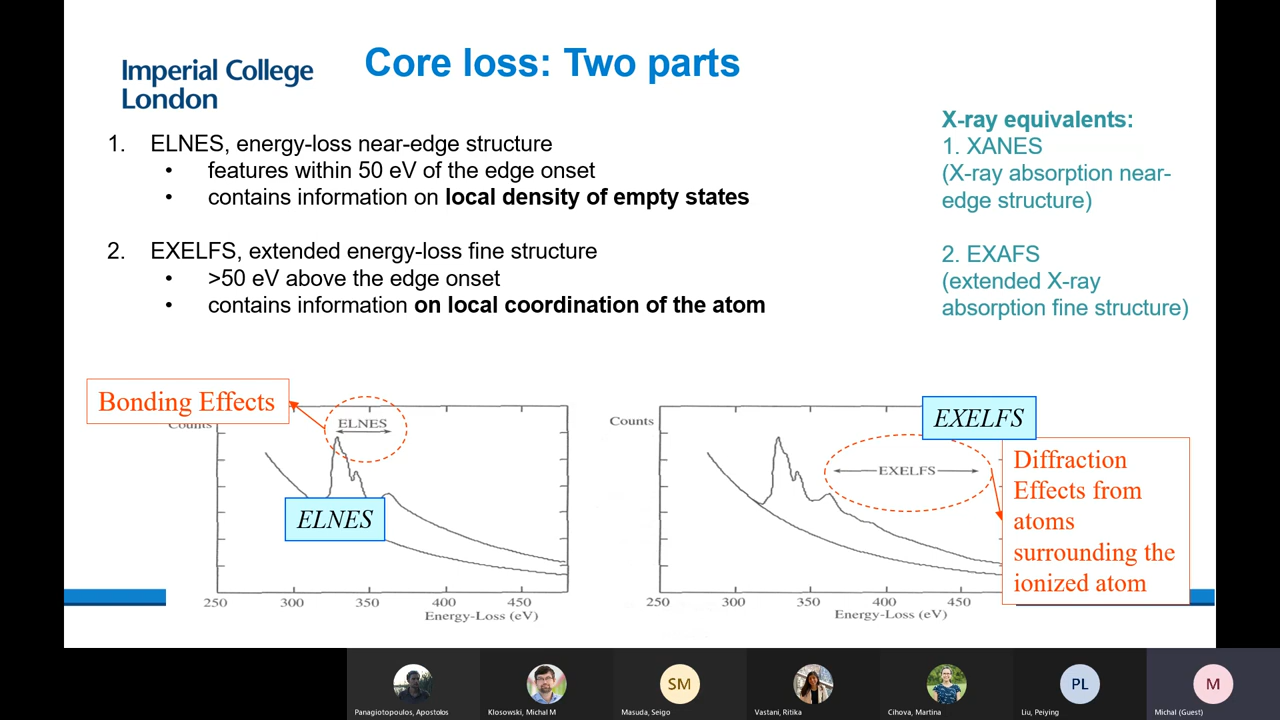 Core loss: Two parts
Imperial College
London
1. ELNES, energy-loss near-edge structure
• features within 50 eV of the edge onset
• contains information on local density of empty states
2. EXELFS, extended energy-loss fine structure
• >50 eV above the edge onset
• contains information on local coordination of the atom
X-ray equivalents:
1. XANES
(X-ray absorption near-
edge structure)
2. EXAFS
(extended X-ray
absorption fine structure)
Bonding Effects
Counts
ELNES
ELNES
250 300 350 400 450
Energy-Loss (eV)
Counts
EXELFS
EXELFS
Diffraction
Effects from
atoms
surrounding the
ionized atom
250 300 350 400 450
Energy-Loss (eV)
SM
PL
M
Panagiotopoulos, Apostolos
Klosowski, Michal M
Masuda, Seigo
Vastani, Ritika
Cihova, Martina
Liu, Peiying
Michal (Guest)